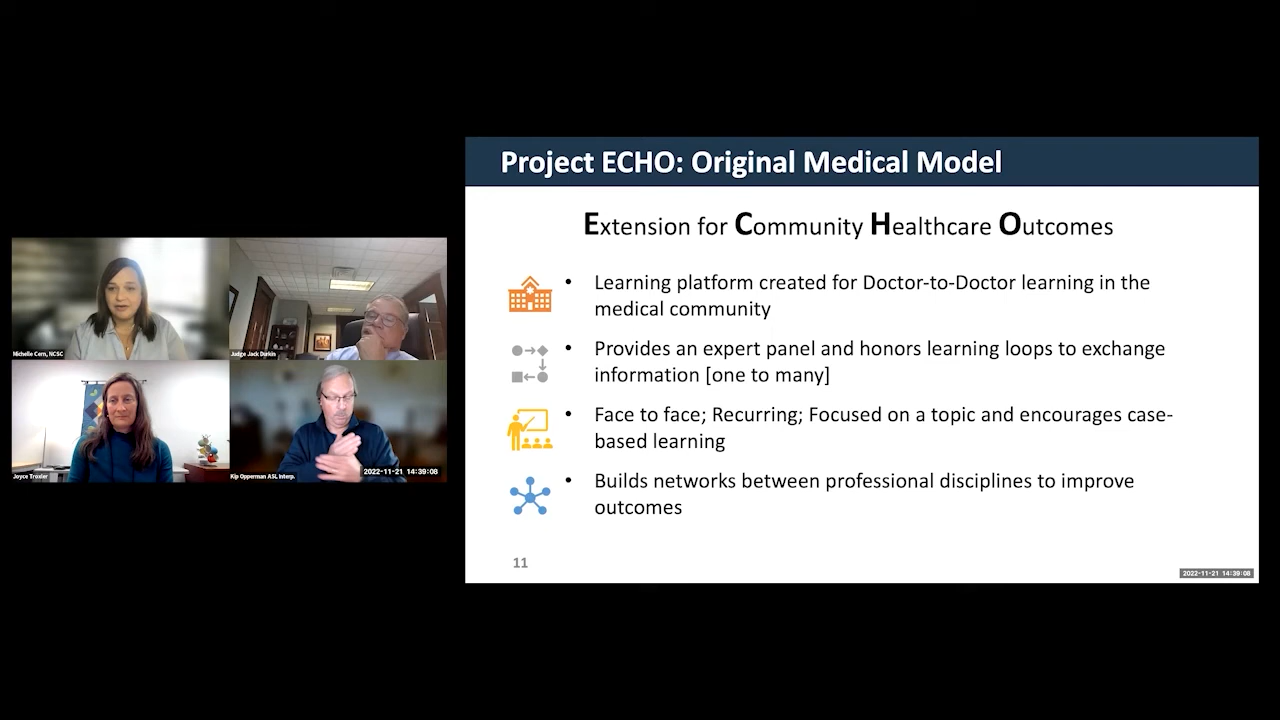 Project ECHO: Original Medical Model
Extension for Community Healthcare Outcomes
• Learning platform created for Doctor-to-Doctor learning in the
medical community
• Provides an expert panel and honors learning loops to exchange
information [one to many]
• Face to face; Recurring; Focused on a topic and encourages case-
based learning
• Builds networks between professional disciplines to improve
outcomes
11
2022-11-21 14:39:08
Michelle Cern, NCSC
Judge Jack Durkin
Joyce Troxler
Kip Opperman ASL Interp.
2022-11-21 14:39:08